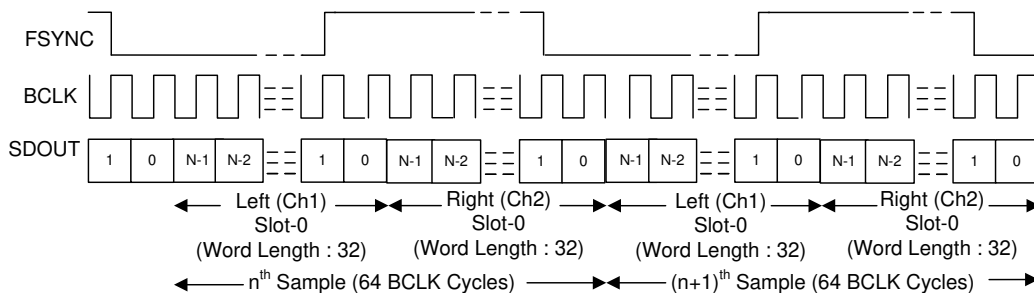 FSYNC
BCLK
SDOUT 1 0 N-1 N-2 1 0 N-1 N-2 1 0 N-1 N-2 1 0 N-1 N-2 1 0
Left (Ch1) Right (Ch2) Left (Ch1) Right (Ch2)
Slot-0 Slot-0 Slot-0 Slot-0
(Word Length : 32) (Word Length : 32) (Word Length : 32) (Word Length : 32)
nth Sample (64 BCLK Cycles) (n+1)th Sample (64 BCLK Cycles)